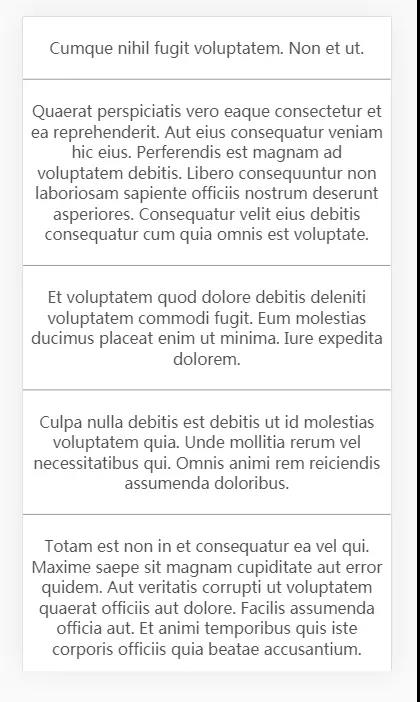 Cumque nihil fugit voluptatem. Non et ut.
Quaerat perspiciatis vero eaque consectetur et
ea reprehenderit. Aut eius consequatur veniam
hic eius. Perferendis est magnam ad
voluptatem debitis. Libero consequuntur non
laboriosam sapiente officiis nostrum deserunt
asperiores. Consequatur velit eius debitis
consequatur cum quia omnis est voluptate.
Et voluptatem quod dolore debitis deleniti
voluptatem commodi fugit. Eum molestias
ducimus placeat enim ut minima. Iure expedita
dolorem.
Culpa nulla debitis est debitis ut id molestias
voluptatem quia. Unde mollitia rerum vel
necessitatibus qui. Omnis animi rem reiciendis
assumenda doloribus.
Totam est non in et consequatur ea vel qui.
Maxime saepe sit magnam cupiditate aut error
quidem. Aut veritatis corrupti ut voluptatem
quaerat officiis aut dolore. Facilis assumenda
officia aut. Et animi temporibus quis iste
corporis officiis quia beatae accusantium.